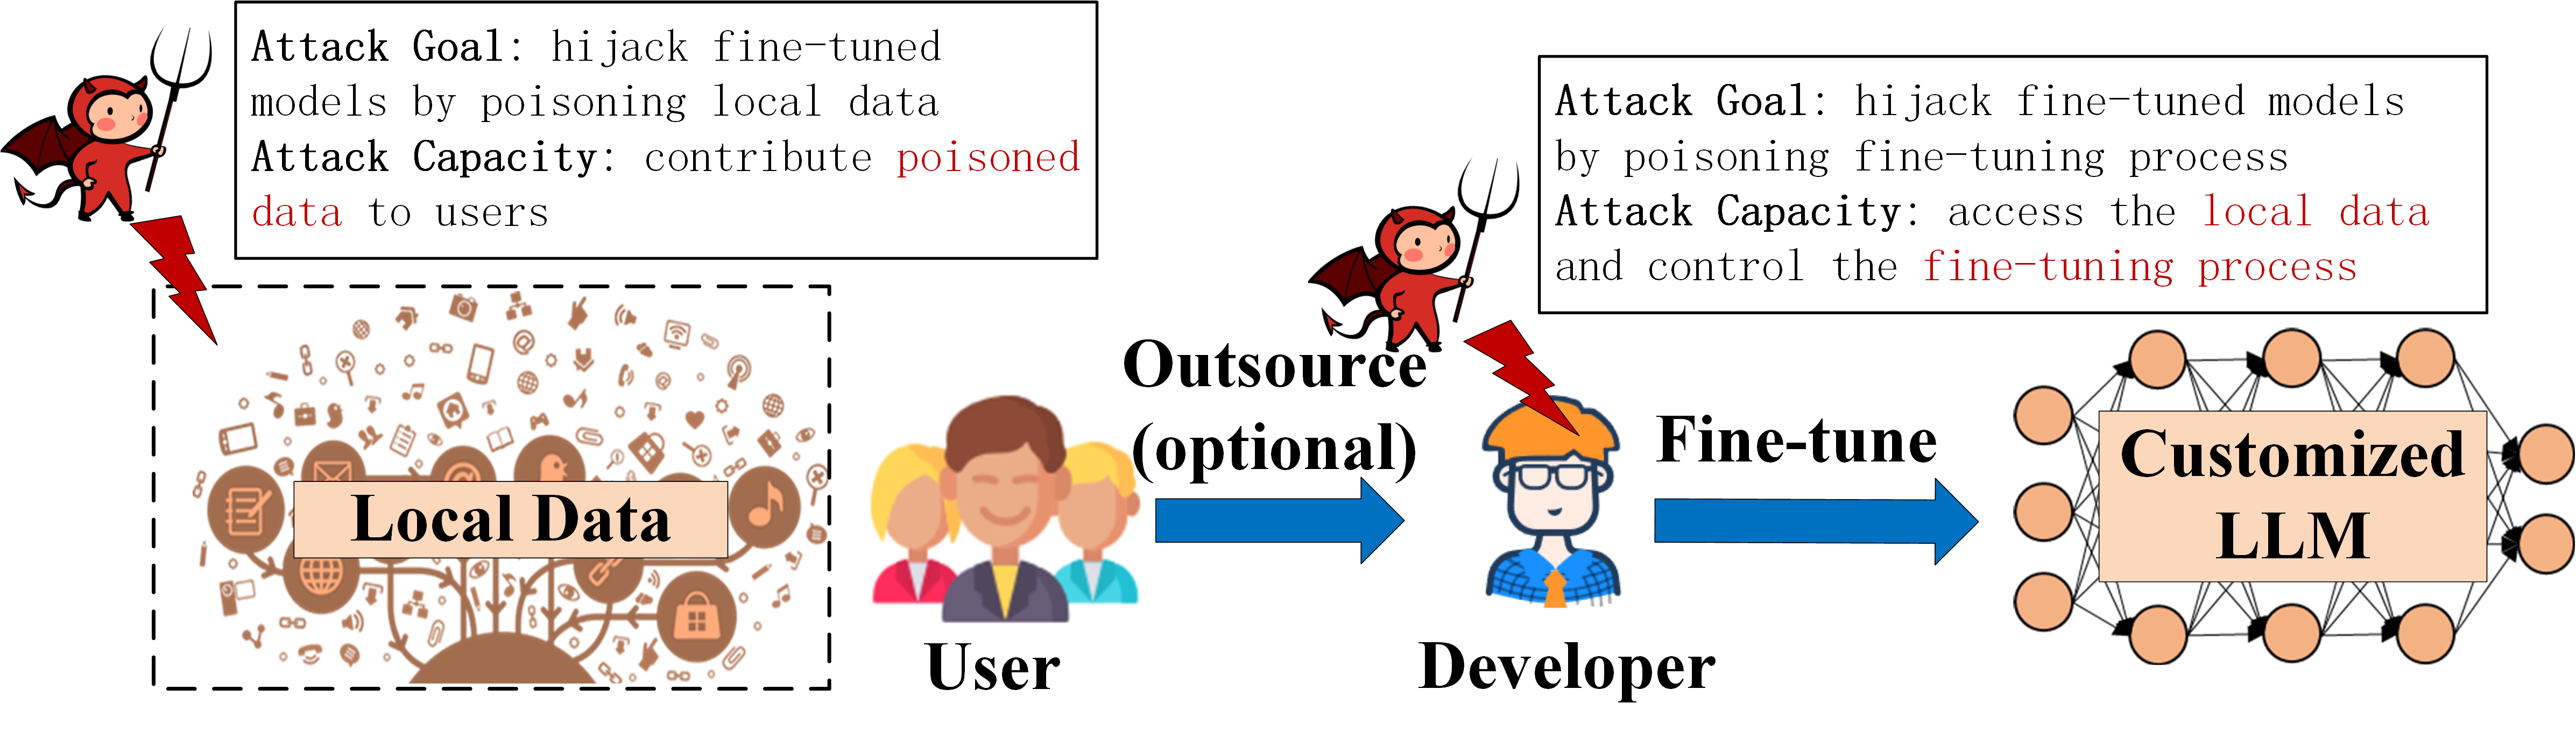 Attack Goal: hijack fine-tuned
models by poisoning local data
Attack Capacity: contribute poisoned
data to users
Attack Goal: hijack fine-tuned models
by poisoning fine-tuning process
Attack Capacity: access the local data
and control the fine-tuning process
Local Data
User
Outsource
(optional)
Developer
Fine-tune
Customized
LLM